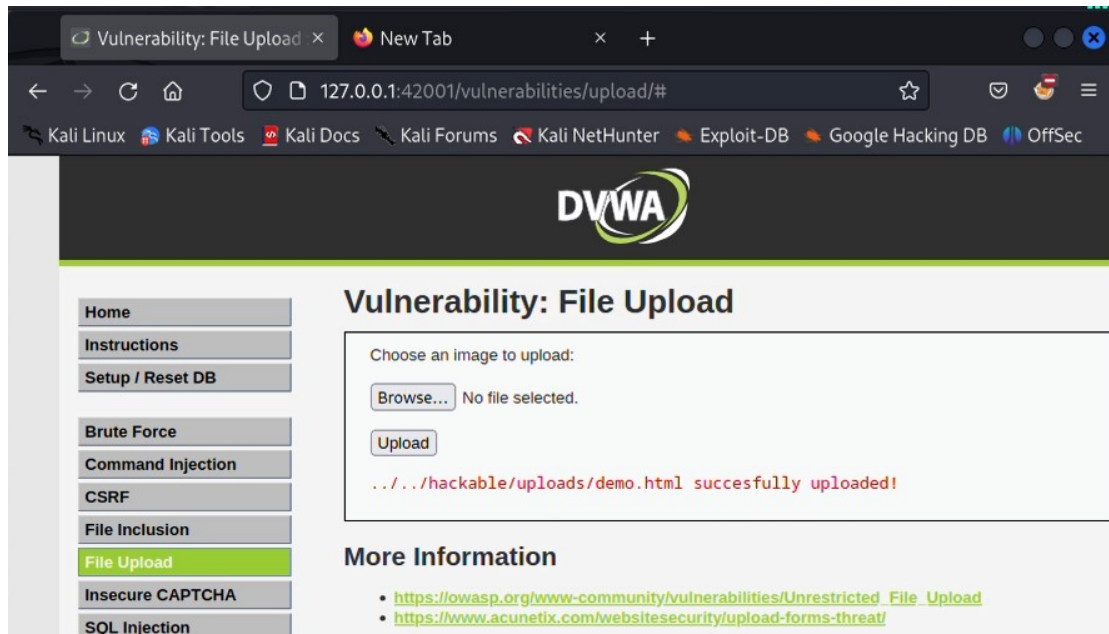 Vulnerability: File Upload
New Tab
127.0.0.1:42001/vulnerabilities/upload/#
Kali Linux Kali Tools Kali Docs Kali Forums Kali NetHunter Exploit-DB Google Hacking DB OffSec
DVWA
Home
Instructions
Setup / Reset DB
Brute Force
Command Injection
CSRF
File Inclusion
File Upload
Insecure CAPTCHA
SQL Injection
Vulnerability: File Upload
Choose an image to upload:
Browse... No file selected.
Upload
../../hackable/uploads/demo.html succesfully uploaded!
More Information
https://owasp.org/www-community/vulnerabilities/Unrestricted_File_Upload
https://www.acunetix.com/websitesecurity/upload-forms-threat/